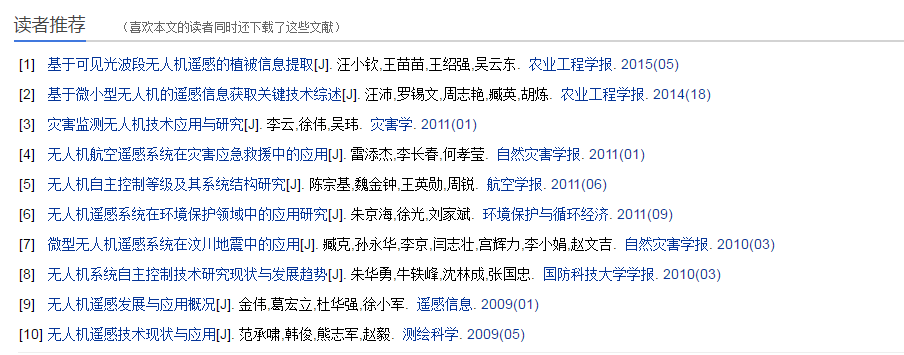 读者推荐 （喜欢本文的读者同时还下载了这些文献）
[1] 基于可见光波段无人机遥感的植被信息提取[J]. 汪小钦,王苗苗,王绍强,吴云东. 农业工程学报. 2015(05)
[2] 基于微小型无人机的遥感信息获取关键技术综述[J]. 汪沛,罗锡文,周志艳,臧英,胡炼. 农业工程学报. 2014(18)
[3] 灾害监测无人机技术应用与研究[J]. 李云,徐伟,吴玮. 灾害学. 2011(01)
[4] 无人机航空遥感系统在灾害应急救援中的应用[J]. 雷添杰,李长春,何孝莹. 自然灾害学报. 2011(01)
[5] 无人机自主控制等级及其系统结构研究[J]. 陈宗基,魏金钟,王英勋,周锐. 航空学报. 2011(06)
[6] 无人机遥感系统在环境保护领域中的应用研究[J]. 朱京海,徐光,刘家斌. 环境保护与循环经济. 2011(09)
[7] 微型无人机遥感系统在汶川地震中的应用[J]. 臧克,孙永华,李京,闫志壮,宫辉力,李小娟,赵文吉. 自然灾害学报. 2010(03)
[8] 无人机系统自主控制技术研究现状与发展趋势[J]. 朱华勇,牛轶峰,沈林成,张国忠. 国防科技大学学报. 2010(03)
[9] 无人机遥感发展与应用概况[J]. 金伟,葛宏立,杜华强,徐小军. 遥感信息. 2009(01)
[10] 无人机遥感技术现状与应用[J]. 范承啸,韩俊,熊志军,赵毅. 测绘科学. 2009(05)